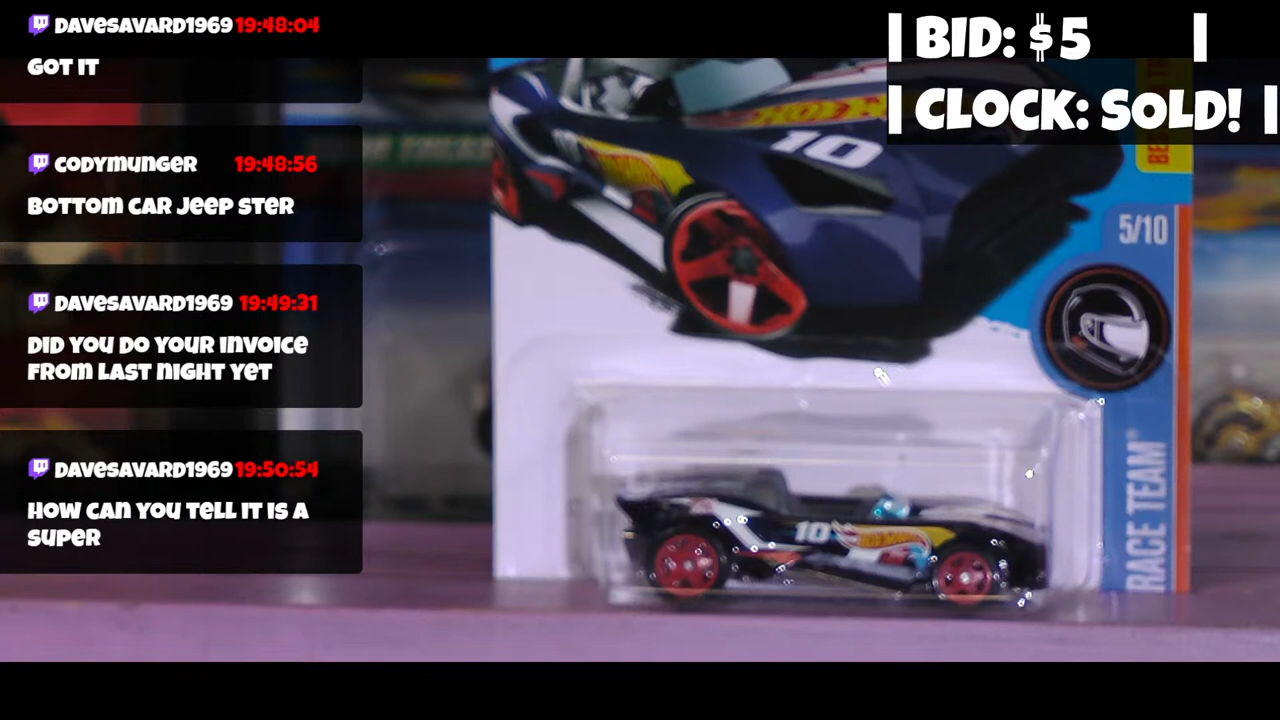 DAVESAVARD1969 19:48:04
GOT IT
CODYMUNGER 19:48:56
BOTTOM CAR JEEP STER
DAVESAVARD1969 19:49:31
DID YOU DO YOUR INVOICE
FROM LAST NIGHT YET
DAVESAVARD1969 19:50:54
HOW CAN YOU TELL IT IS A
SUPER
| BID: $5 |
| CLOCK: SOLD! |
10
5/10
RACE TEAM™
10
HOT WHEELS